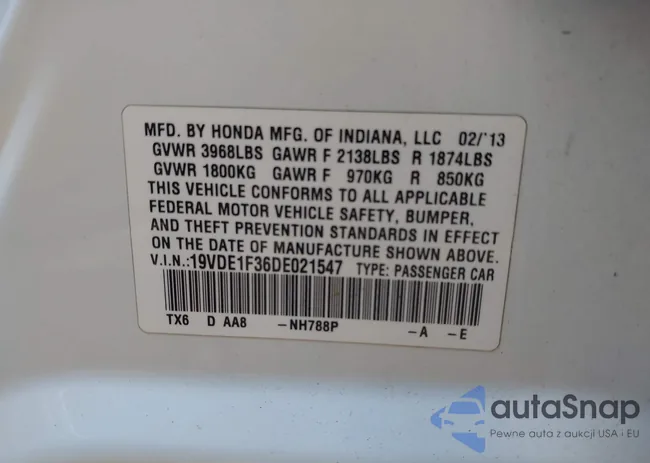 MFD. BY HONDA MFG. OF INDIANA, LLC 02/'13
GVWR 3968LBS GAWR F 2138LBS R 1874LBS
GVWR 1800KG GAWR F 970KG R 850KG
THIS VEHICLE CONFORMS TO ALL APPLICABLE
FEDERAL MOTOR VEHICLE SAFETY, BUMPER,
AND THEFT PREVENTION STANDARDS IN EFFECT
ON THE DATE OF MANUFACTURE SHOWN ABOVE.
V.I.N.:19VDE1F36DE021547 TYPE: PASSENGER CAR
TX6 D AA8 -NH788P -A -E
autaSnap
Pewne auta z aukcji USA i EU